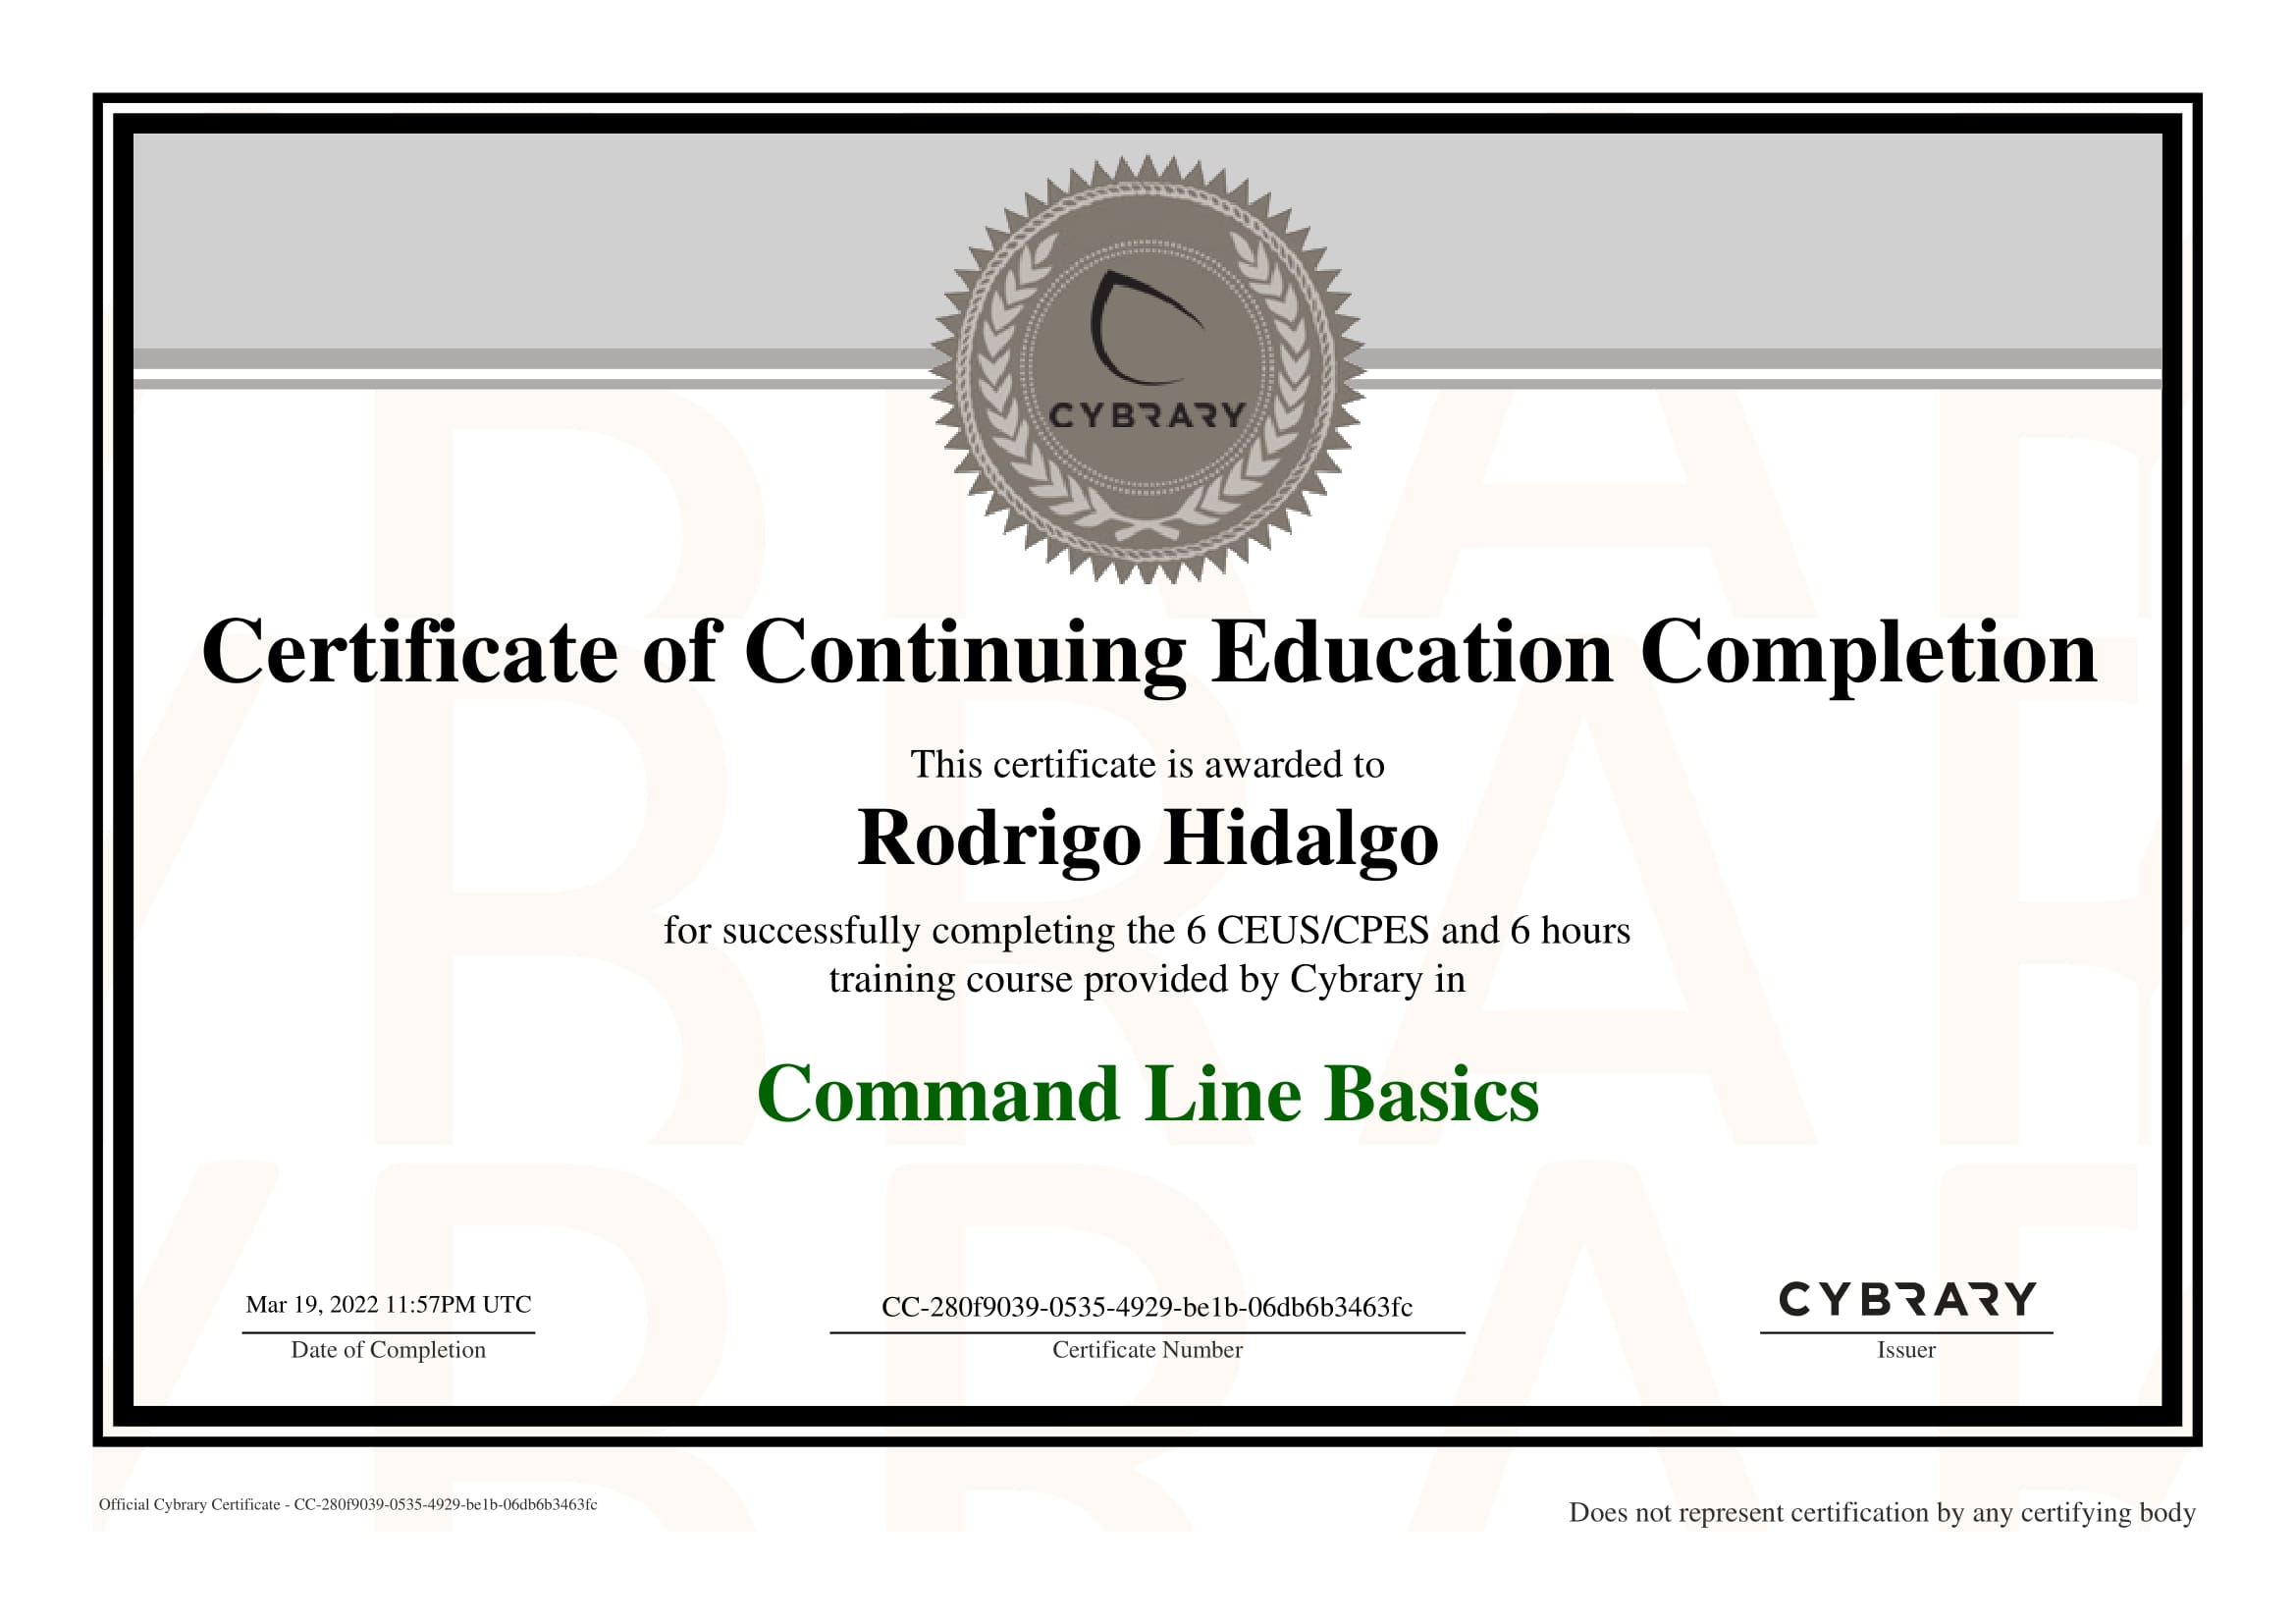 CYBRARY
Certificate of Continuing Education Completion
This certificate is awarded to
Rodrigo Hidalgo
for successfully completing the 6 CEUS/CPES and 6 hours
training course provided by Cybrary in
Command Line Basics
Mar 19, 2022 11:57PM UTC
Date of Completion
CC-280f9039-0535-4929-be1b-06db6b3463fc
Certificate Number
CYBRARY
Issuer
Official Cybrary Certificate - CC-280f9039-0535-4929-be1b-06db6b3463fc
Does not represent certification by any certifying body